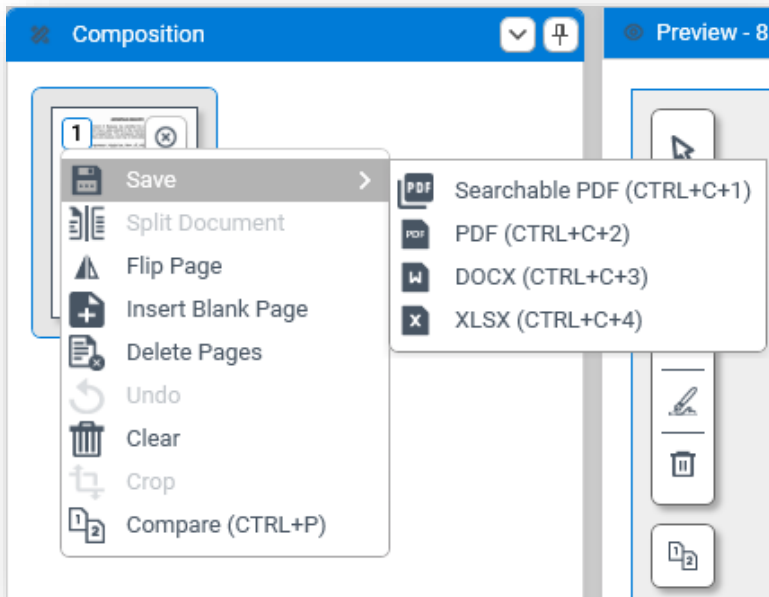 Composition
Preview - 8
1
Save
Split Document
Flip Page
Insert Blank Page
Delete Pages
Undo
Clear
Crop
Compare (CTRL+P)
PDF Searchable PDF (CTRL+C+1)
PDF PDF (CTRL+C+2)
W DOCX (CTRL+C+3)
X XLSX (CTRL+C+4)